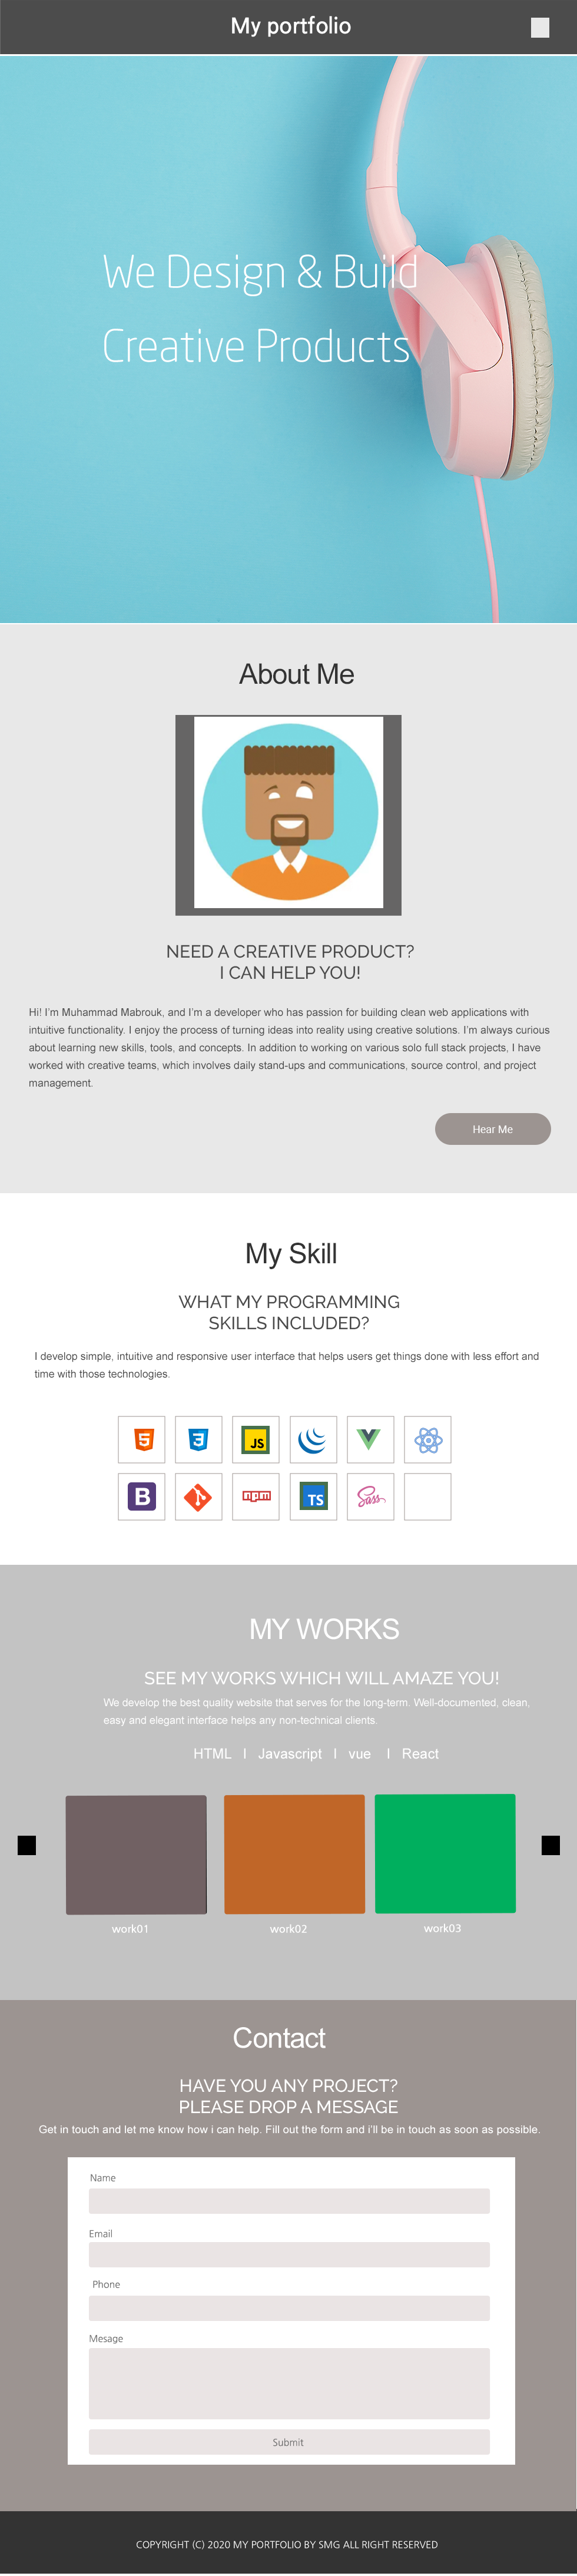 My portfolio
We Design & Build
Creative Products
About Me
NEED A CREATIVE PRODUCT?
I CAN HELP YOU!
Hi! I'm Muhammad Mabrouk, and I'm a developer who has passion for building clean web applications with
intuitive functionality. I enjoy the process of turning ideas into reality using creative solutions. I'm always curious
about learning new skills, tools, and concepts. In addition to working on various solo full stack projects, I have
worked with creative teams, which involves daily stand-ups and communications, source control, and project
management.
Hear Me
My Skill
WHAT MY PROGRAMMING
SKILLS INCLUDED?
I develop simple, intuitive and responsive user interface that helps users get things done with less effort and
time with those technologies.
5 3 JS
B npm TS Sass
MY WORKS
SEE MY WORKS WHICH WILL AMAZE YOU!
We develop the best quality website that serves for the long-term. Well-documented, clean,
easy and elegant interface helps any non-technical clients.
HTML I Javascript I vue I React
work01 work02 work03
Contact
HAVE YOU ANY PROJECT?
PLEASE DROP A MESSAGE
Get in touch and let me know how i can help. Fill out the form and i'll be in touch as soon as possible.
Name
Email
Phone
Mesage
Submit
COPYRIGHT (C) 2020 MY PORTFOLIO BY SMG ALL RIGHT RESERVED